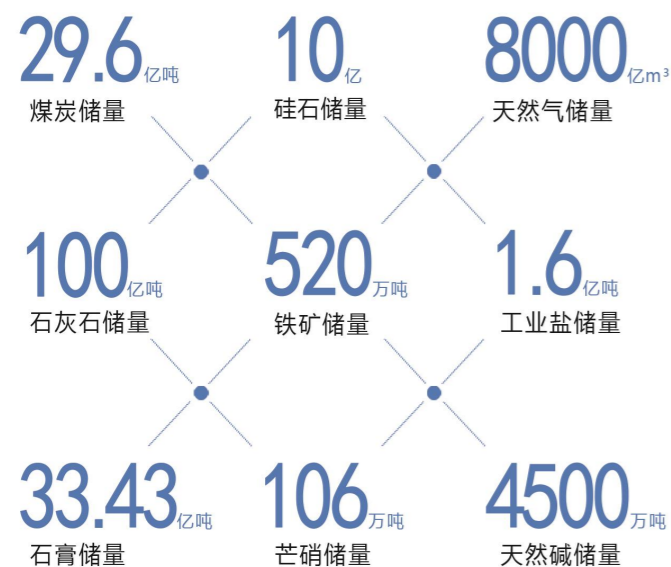 29.6亿吨
煤炭储量
10亿
硅石储量
8000亿m³
天然气储量
100亿吨
石灰石储量
520万吨
铁矿储量
1.6亿吨
工业盐储量
33.43亿吨
石膏储量
106万吨
芒硝储量
4500万吨
天然碱储量